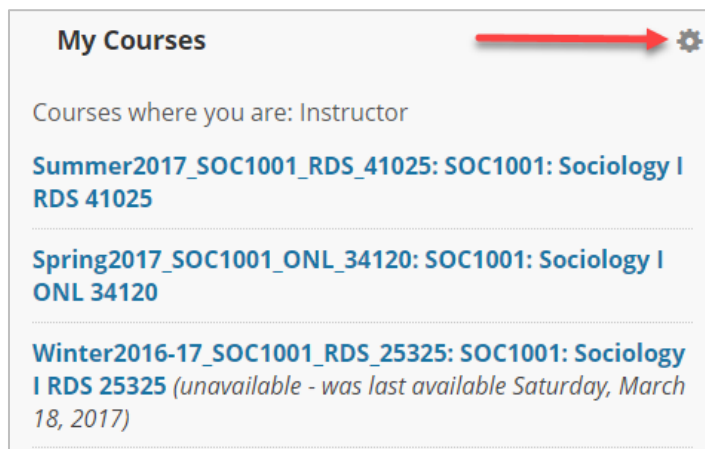 My Courses
Courses where you are: Instructor
Summer2017_SOC1001_RDS_41025: SOC1001: Sociology I
RDS 41025
Spring2017_SOC1001_ONL_34120: SOC1001: Sociology I
ONL 34120
Winter2016-17_SOC1001_RDS_25325: SOC1001: Sociology
I RDS 25325 (unavailable - was last available Saturday, March
18, 2017)